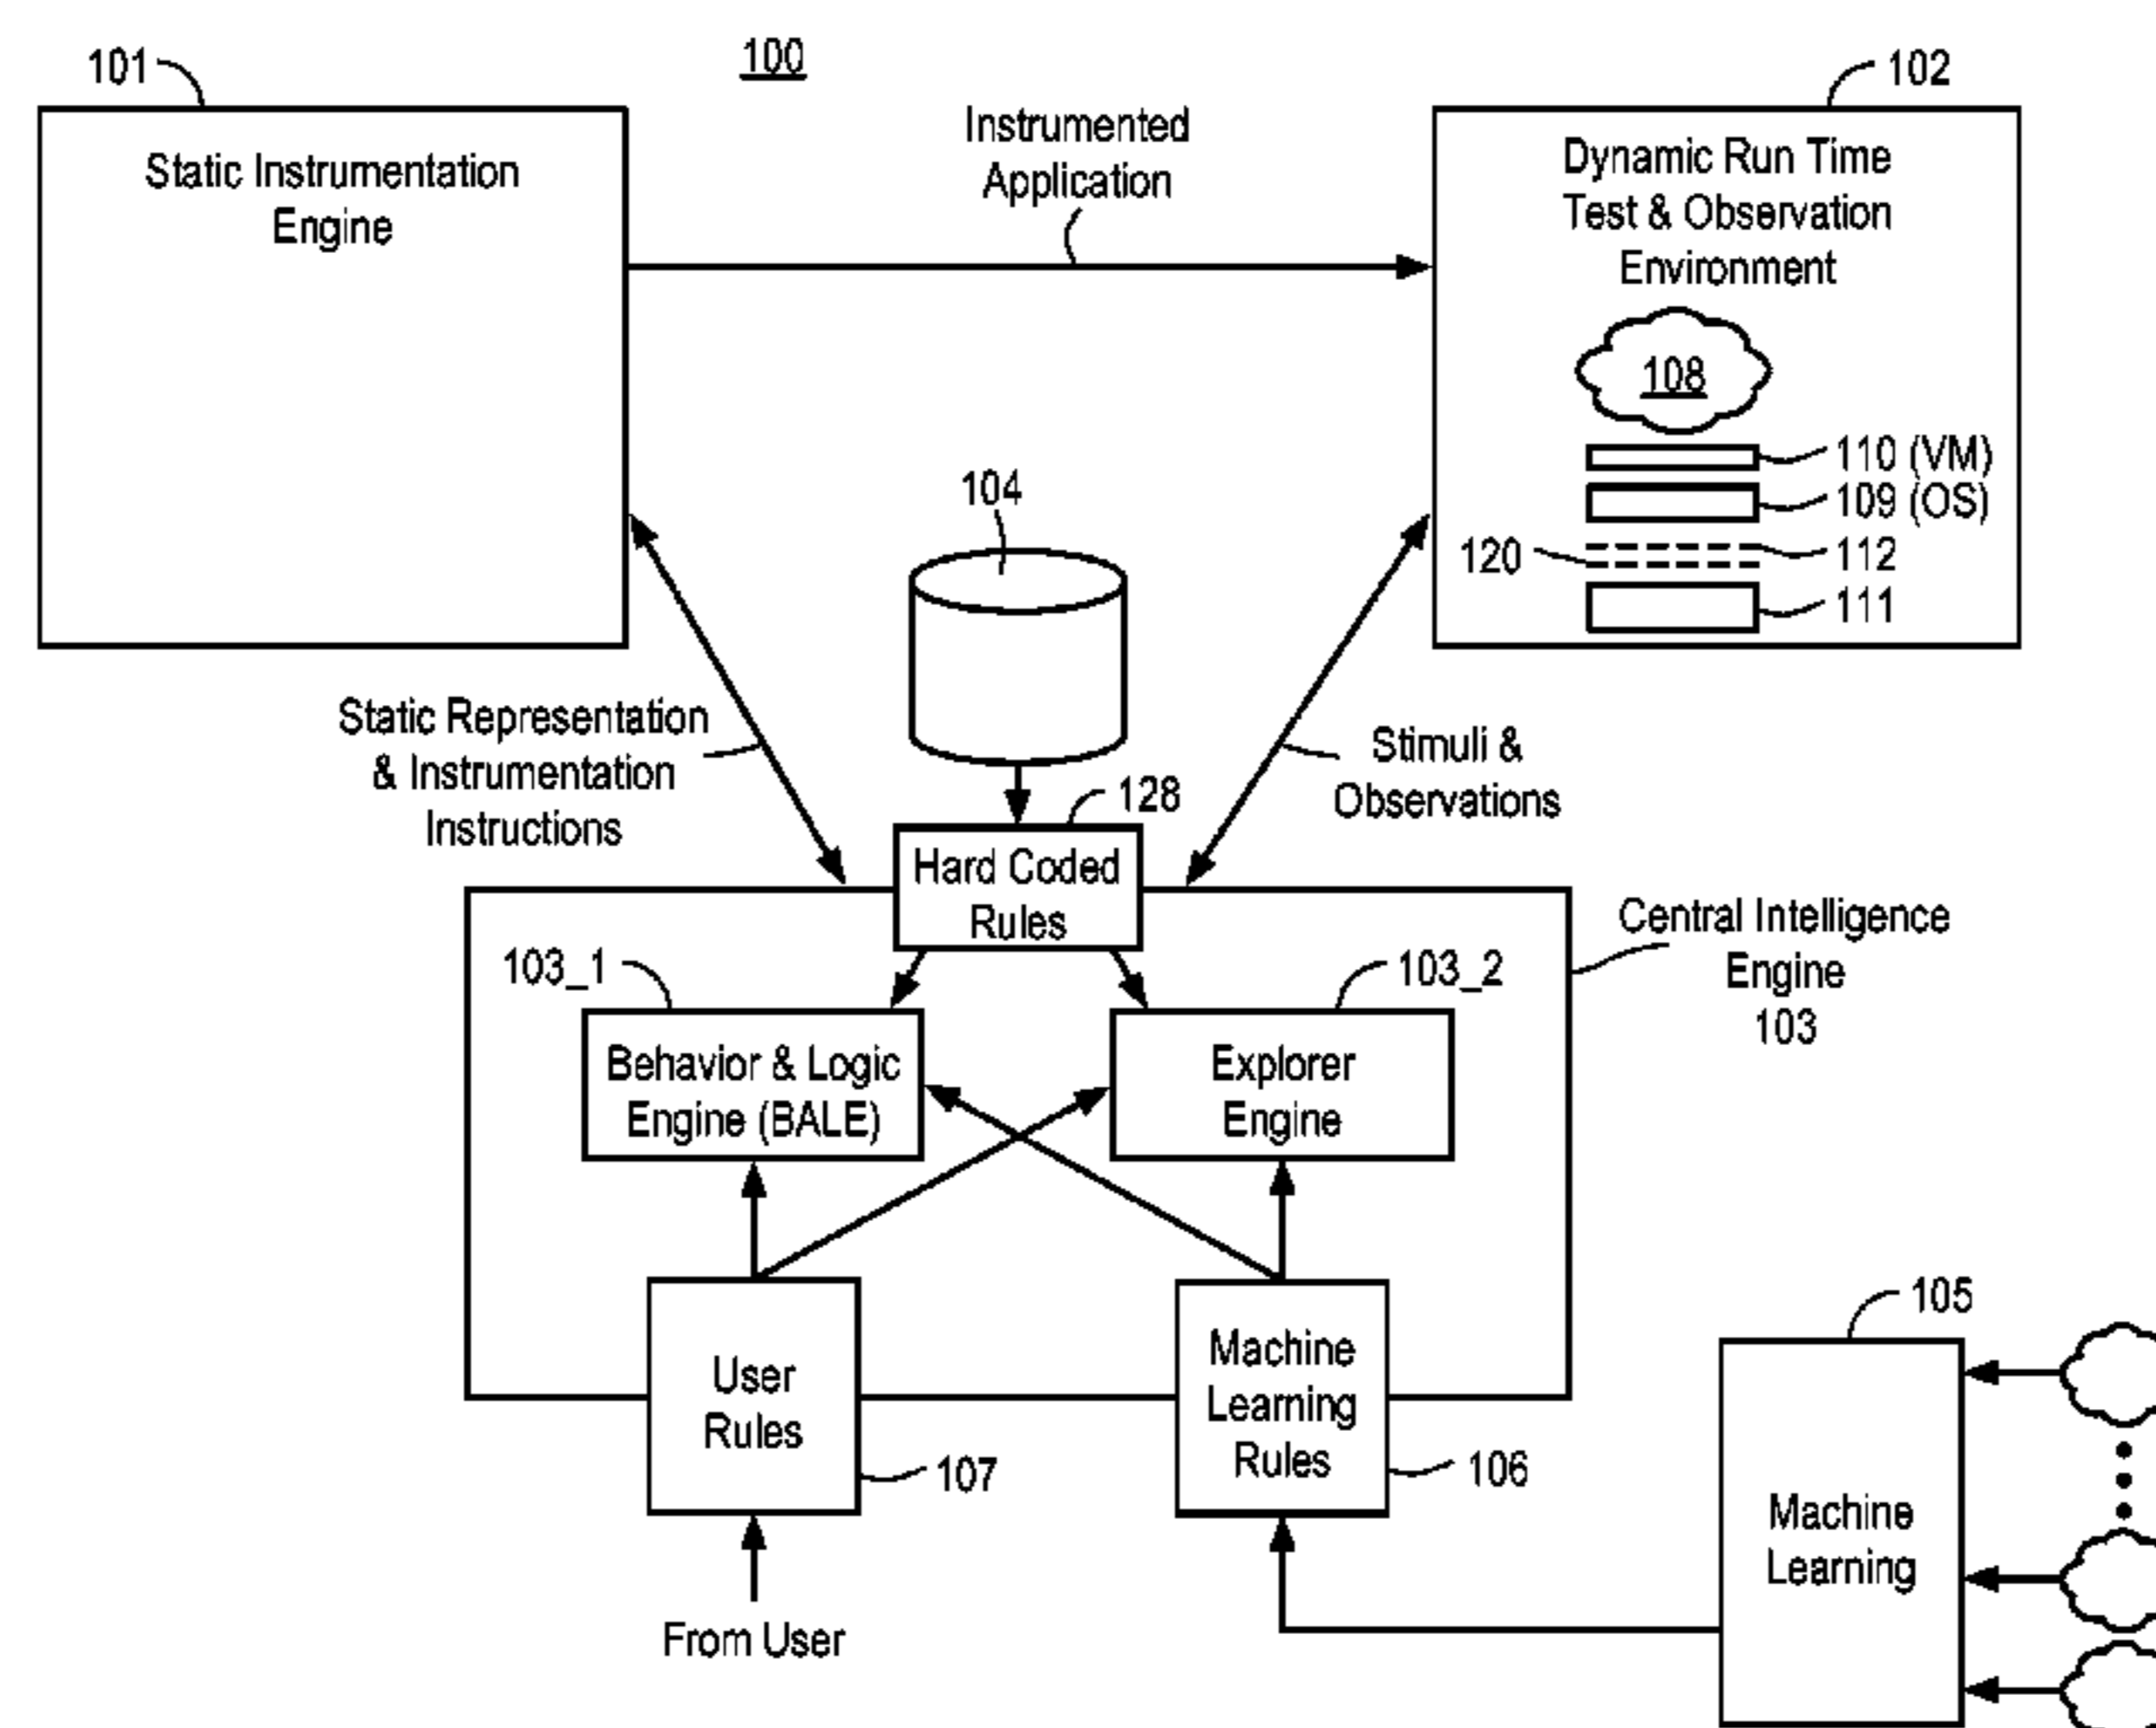 100
101
102
Static Instrumentation
Engine
Instrumented
Application
Dynamic Run Time
Test & Observation
Environment
108
110 (VM)
109 (OS)
120
112
111
104
Static Representation
& Instrumentation
Instructions
Stimuli &
Observations
128
Hard Coded
Rules
Central Intelligence
Engine
103
103_1
103_2
Behavior & Logic
Engine (BALE)
Explorer
Engine
105
User
Rules
Machine
Learning
Rules
107
106
Machine
Learning
From User